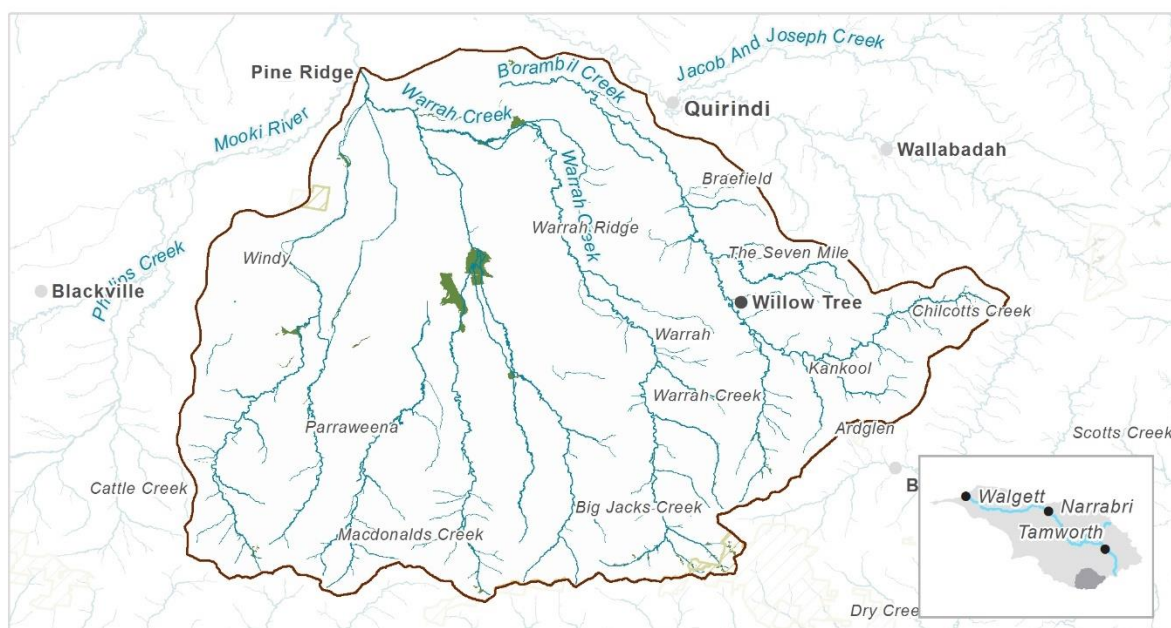 Jacob And Joseph Creek
Borambil Creek
Pine Ridge
Warrah Creek
Quirindi
Mooki River
Wallabadah
Braefield
Warrah Creek
Warrah Ridge
The Seven Mile
Windy
Phillips Creek
Blackville
Willow Tree
Chilcotts Creek
Warrah
Kankool
Warrah Creek
Parraweena
Ardglen
Scotts Creek
Cattle Creek
B
Big Jacks Creek
Macdonalds Creek
Walgett
Narrabri
Tamworth
Dry Cree